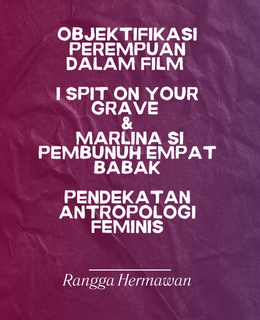 OBJEKTIFIKASI
PEREMPUAN
DALAM FILM
I SPIT ON YOUR
GRAVE
&
MARLINA SI
PEMBUNUH EMPAT
BABAK
PENDEKATAN
ANTROPOLOGI
FEMINIS
Rangga Hermawan